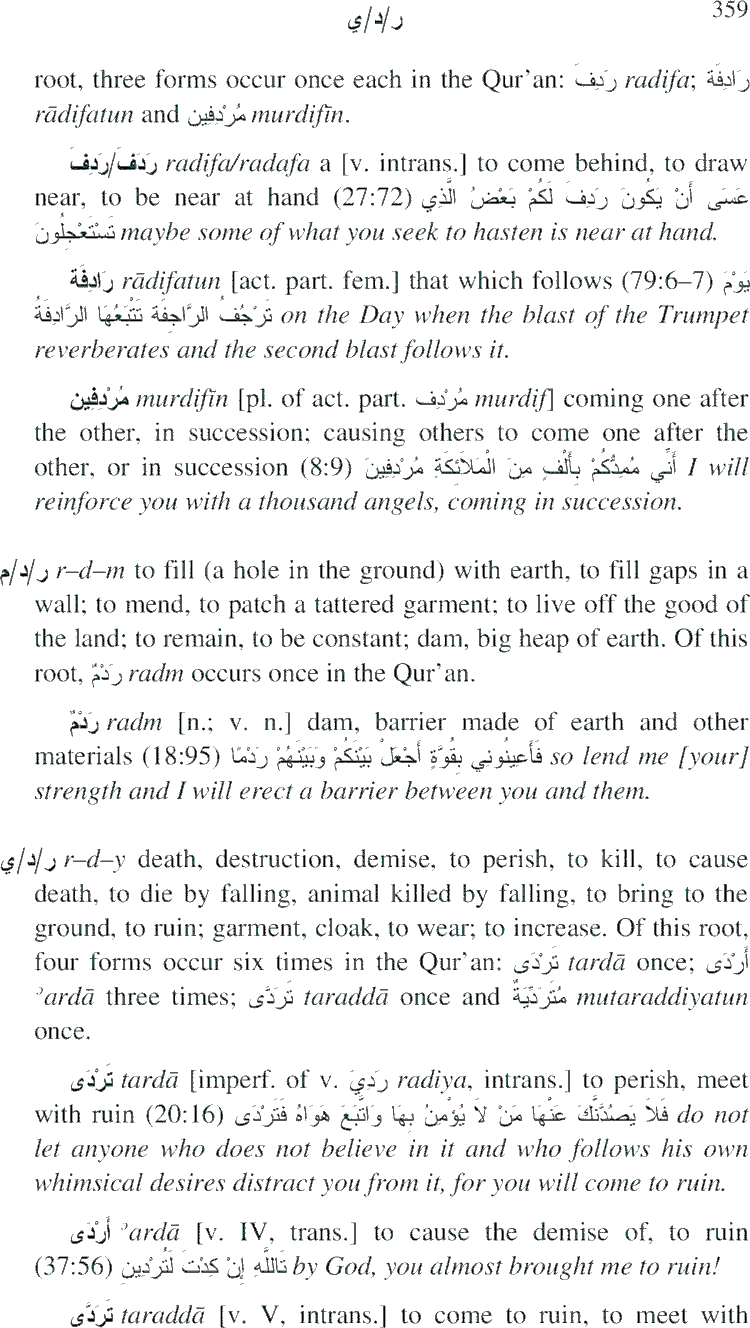 ر/د/ي 359
root, three forms occur once each in the Qur'an: رَدِفَ radifa; رَادِفَة
rādifatun and مُرْدِفِين murdifīn.
رَدَفَ/رَدِفَ radifa/radafa a [v. intrans.] to come behind, to draw
near, to be near at hand (27:72) عَسَى أَنْ يَكُونَ رَدِفَ لَكُمْ بَعْضُ الَّذِي
تَسْتَعْجِلُونَ maybe some of what you seek to hasten is near at hand.
رَادِفَة rādifatun [act. part. fem.] that which follows (79:6–7) يَوْمَ
تَرْجُفُ الرَّاجِفَة تَتْبَعُهَا الرَّادِفَةُ on the Day when the blast of the Trumpet
reverberates and the second blast follows it.
مُرْدِفِين murdifīn [pl. of act. part. مُرْدِف murdif] coming one after
the other, in succession; causing others to come one after the
other, or in succession (8:9) أَنِّي مُمِدُّكُمْ بِأَلْفٍ مِنَ الْمَلاَئِكَةِ مُرْدِفِينَ I will
reinforce you with a thousand angels, coming in succession.
ر/د/م r–d–m to fill (a hole in the ground) with earth, to fill gaps in a
wall; to mend, to patch a tattered garment; to live off the good of
the land; to remain, to be constant; dam, big heap of earth. Of this
root, رَدْمٌ radm occurs once in the Qur'an.
رَدْمٌ radm [n.; v. n.] dam, barrier made of earth and other
materials (18:95) فَأَعِينُونِي بِقُوَّةٍ أَجْعَلْ بَيْنَكُمْ وَبَيْنَهُمْ رَدْمًا so lend me [your]
strength and I will erect a barrier between you and them.
ر/د/ي r–d–y death, destruction, demise, to perish, to kill, to cause
death, to die by falling, animal killed by falling, to bring to the
ground, to ruin; garment, cloak, to wear; to increase. Of this root,
four forms occur six times in the Qur'an: تَرْدَى tardā once; أَرْدَى
ʾardā three times; تَرَدَّى taraddā once and مُتَرَدِّيَةٌ mutaraddiyatun
once.
تَرْدَى tardā [imperf. of v. رَدِيَ radiya, intrans.] to perish, meet
with ruin (20:16) فَلاَ يَصُدَّنَّكَ عَنْهَا مَنْ لاَ يُؤْمِنُ بِهَا وَاتَّبَعَ هَوَاهُ فَتَرْدَى do not
let anyone who does not believe in it and who follows his own
whimsical desires distract you from it, for you will come to ruin.
أَرْدَى ʾardā [v. IV, trans.] to cause the demise of, to ruin
(37:56) تَاللَّهِ إِنْ كِدْتَ لَتُرْدِينِ by God, you almost brought me to ruin!
تَرَدَّى taraddā [v. V, intrans.] to come to ruin, to meet with